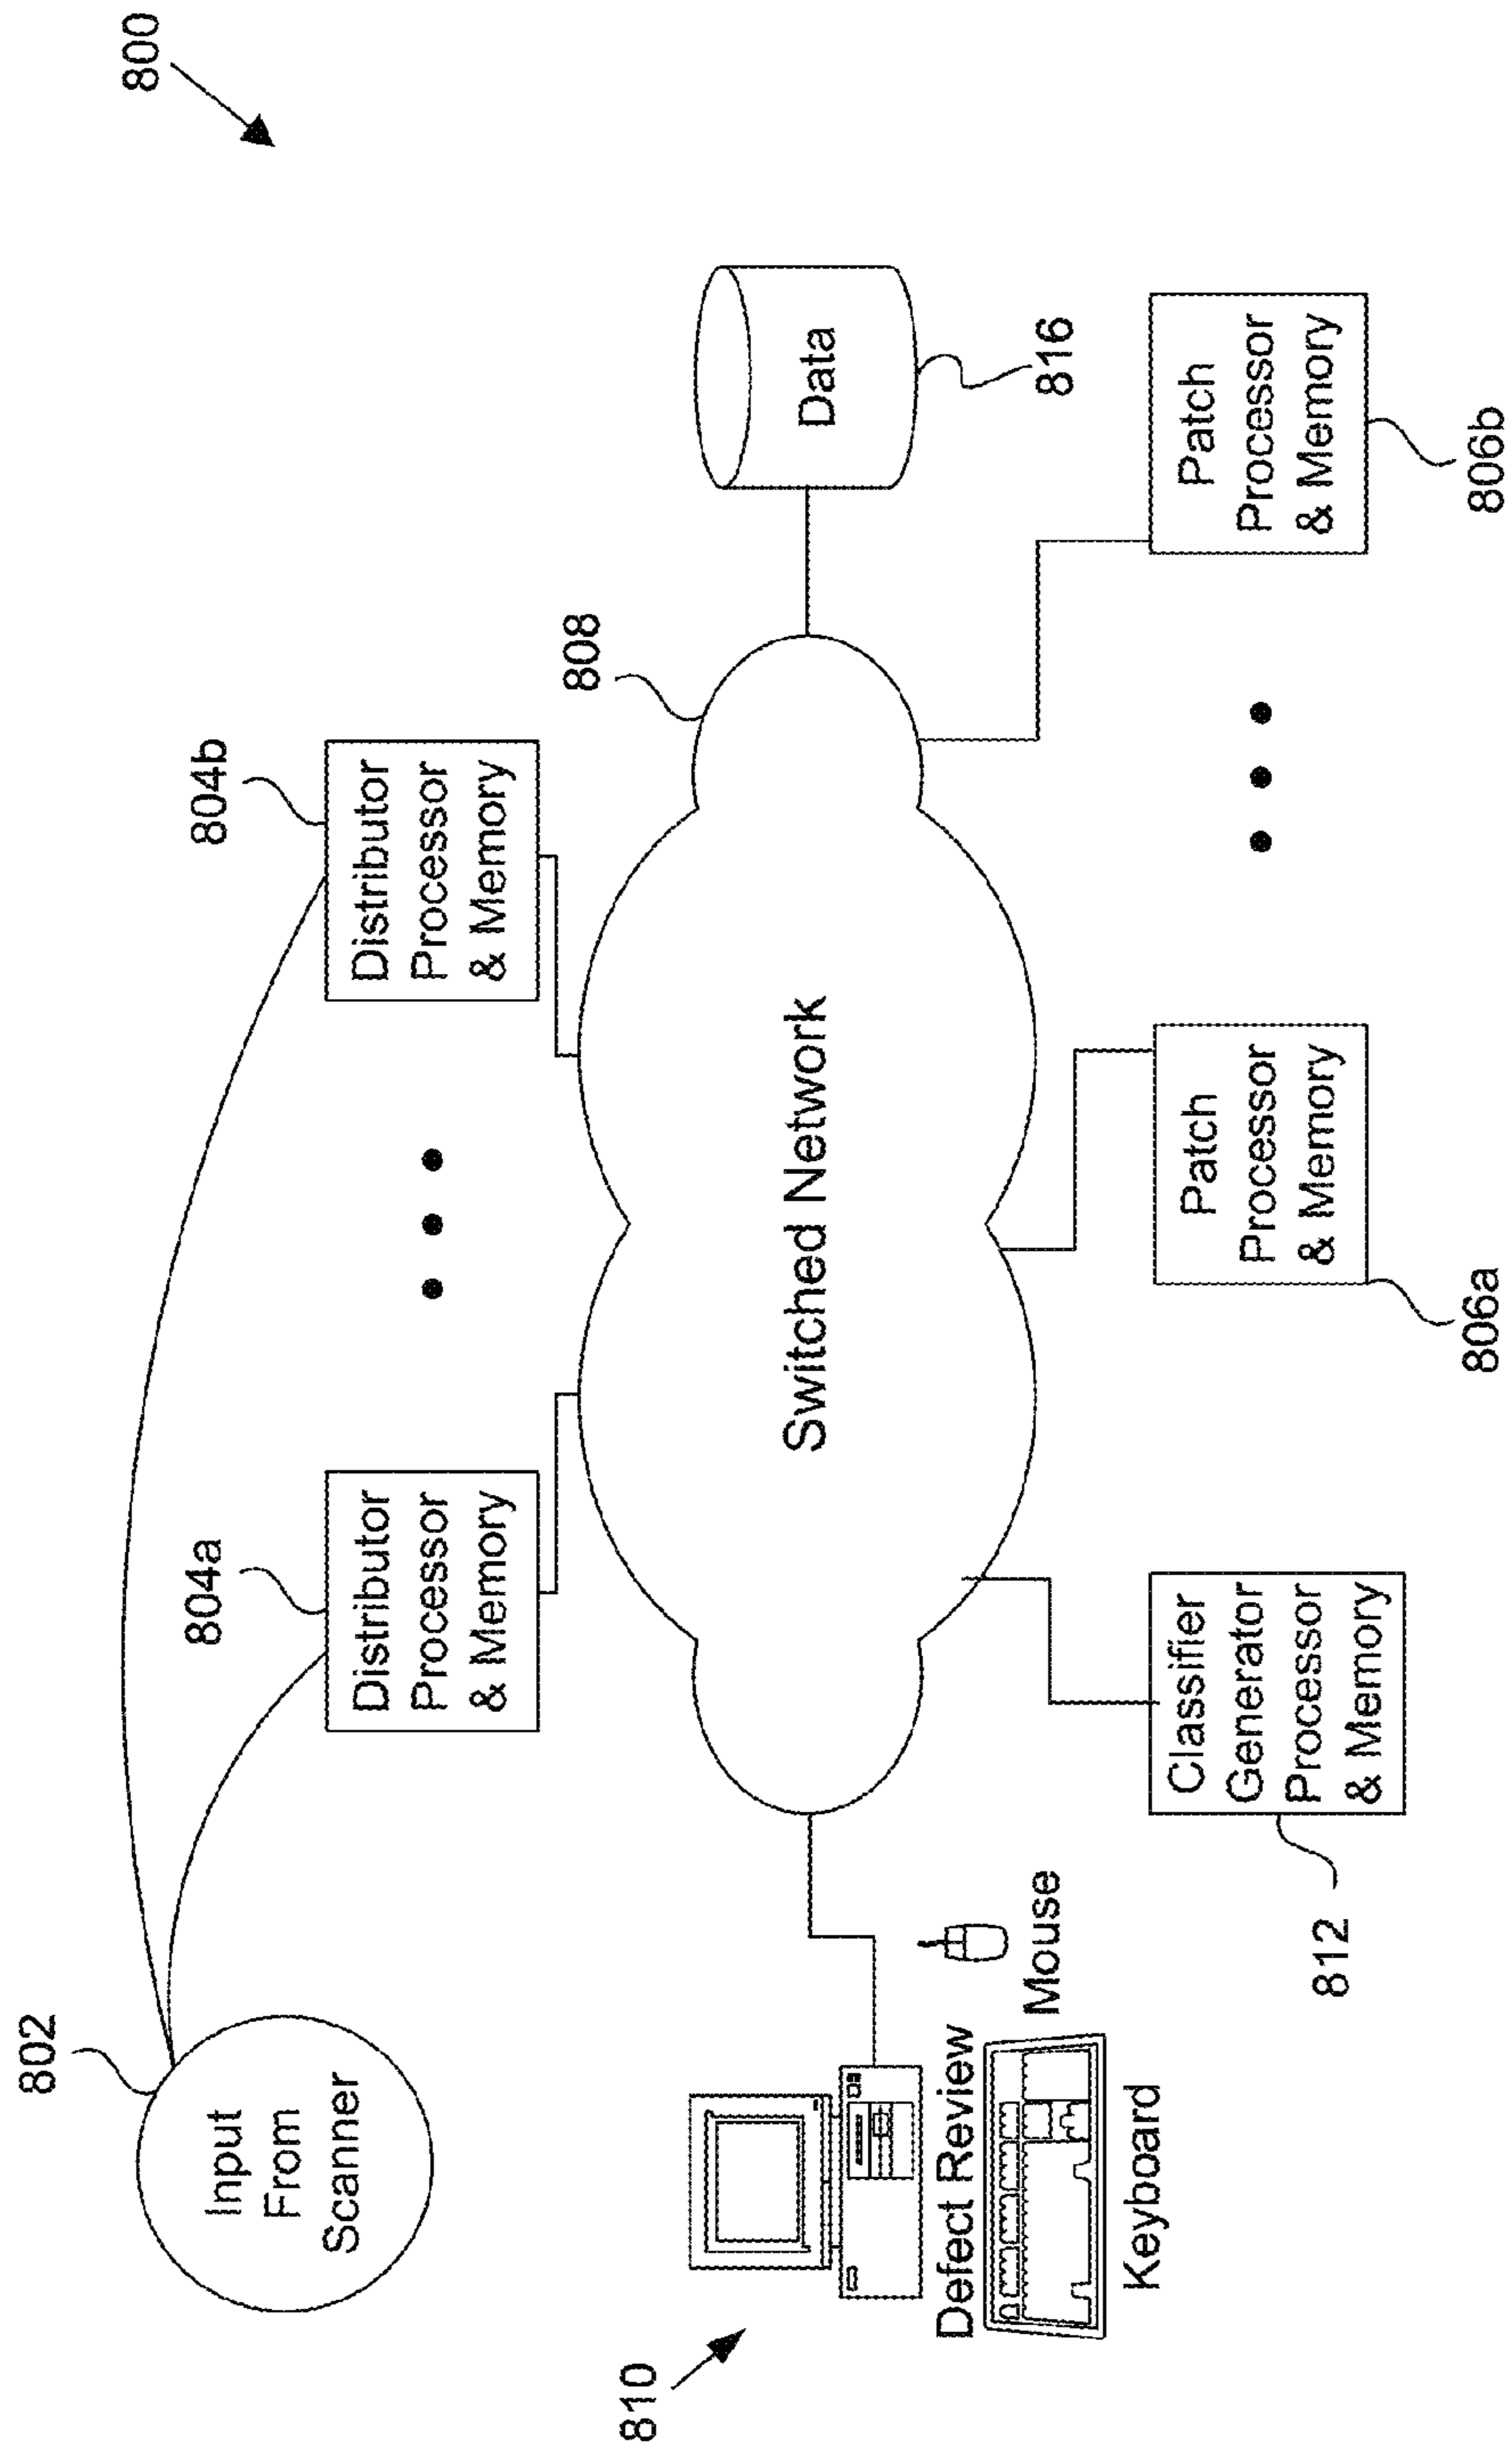 800
802
Input
From
Scanner
804a
Distributor
Processor
& Memory
804b
Distributor
Processor
& Memory
808
Switched Network
Data
816
810
Defect Review
Mouse
Keyboard
Classifier
Generator
Processor
& Memory
812
Patch
Processor
& Memory
806a
Patch
Processor
& Memory
806b